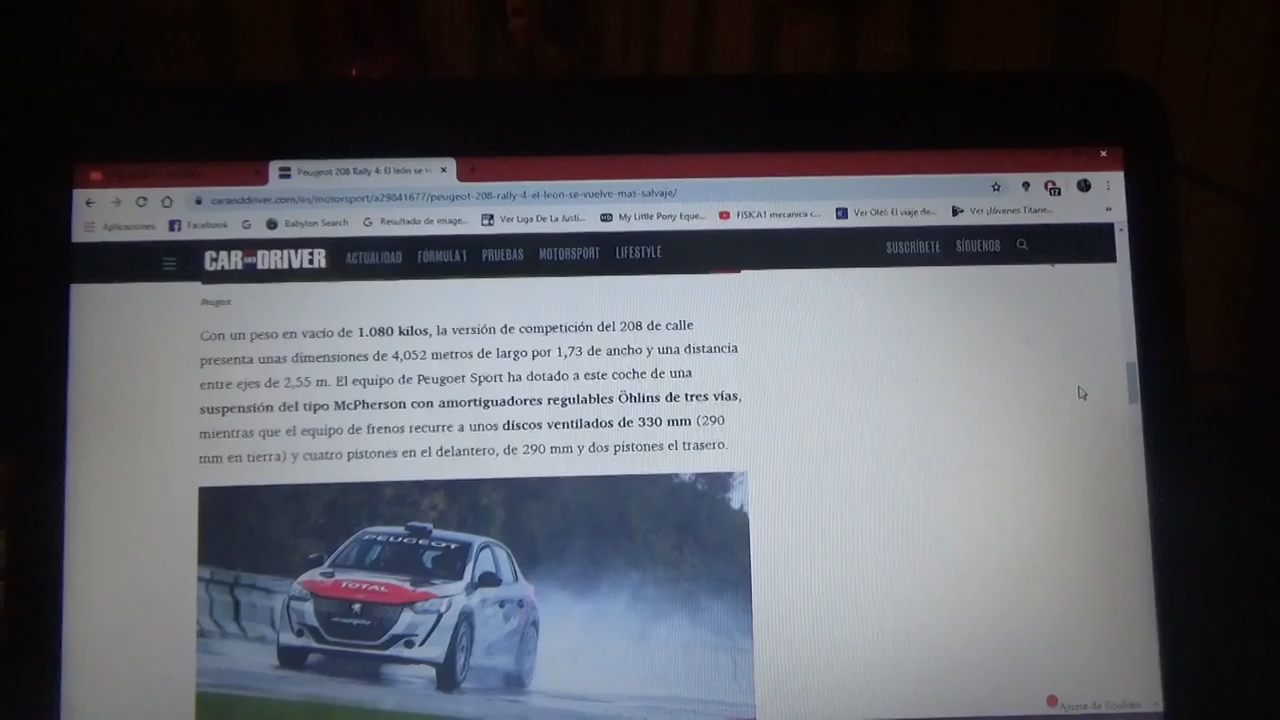 Peugeot 208 Rally 4: El león se v
caranddriver.com/es/motorsport/a29841677/peugeot-208-rally-4-el-leon-se-vuelve-mas-salvaje/
17
Aplicaciones Facebook Babylon Search Resultado de image... Ver Liga De La Justi... My Little Pony Eque... FISICA1 mecanica c... Ver Olé!: El viaje de... Ver ¡Jóvenes Titane...
CAR AND DRIVER ACTUALIDAD FÓRMULA 1 PRUEBAS MOTORSPORT LIFESTYLE SUSCRÍBETE SÍGUENOS
Peugeot
Con un peso en vacío de 1.080 kilos, la versión de competición del 208 de calle
presenta unas dimensiones de 4,052 metros de largo por 1,73 de ancho y una distancia
entre ejes de 2,55 m. El equipo de Peugoet Sport ha dotado a este coche de una
suspensión del tipo McPherson con amortiguadores regulables Öhlins de tres vías,
mientras que el equipo de frenos recurre a unos discos ventilados de 330 mm (290
mm en tierra) y cuatro pistones en el delantero, de 290 mm y dos pistones el trasero.
PEUGEOT
TOTAL
Ajuste de Cookies